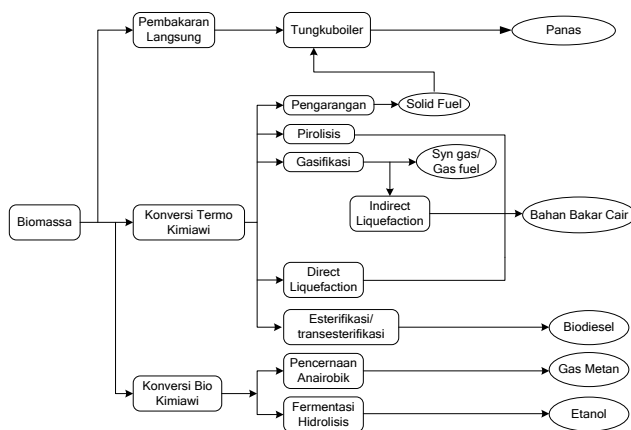 Pembakaran
Langsung
Tungkuboiler
Panas
Pengarangan
Solid Fuel
Pirolisis
Gasifikasi
Syn gas/
Gas fuel
Biomassa
Konversi Termo
Kimiawi
Indirect
Liquefaction
Bahan Bakar Cair
Direct
Liquefaction
Esterifikasi/
transesterifikasi
Biodiesel
Konversi Bio
Kimiawi
Pencernaan
Anairobik
Gas Metan
Fermentasi
Hidrolisis
Etanol